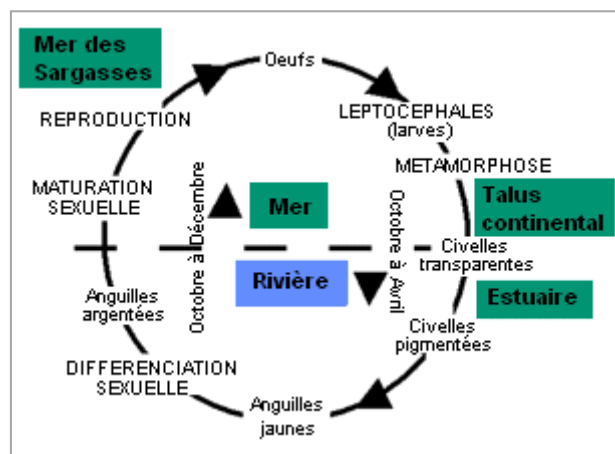 Mer des
Sargasses
Oeufs
LEPTOCEPHALES
(larves)
REPRODUCTION
METAMORPHOSE
MATURATION
SEXUELLE
Octobre à Décembre
Mer
Octobre à Avril
Talus
continental
Civelles
transparentes
Rivière
Estuaire
Anguilles
argentées
Civelles
pigmentées
DIFFERENCIATION
SEXUELLE
Anguilles
jaunes